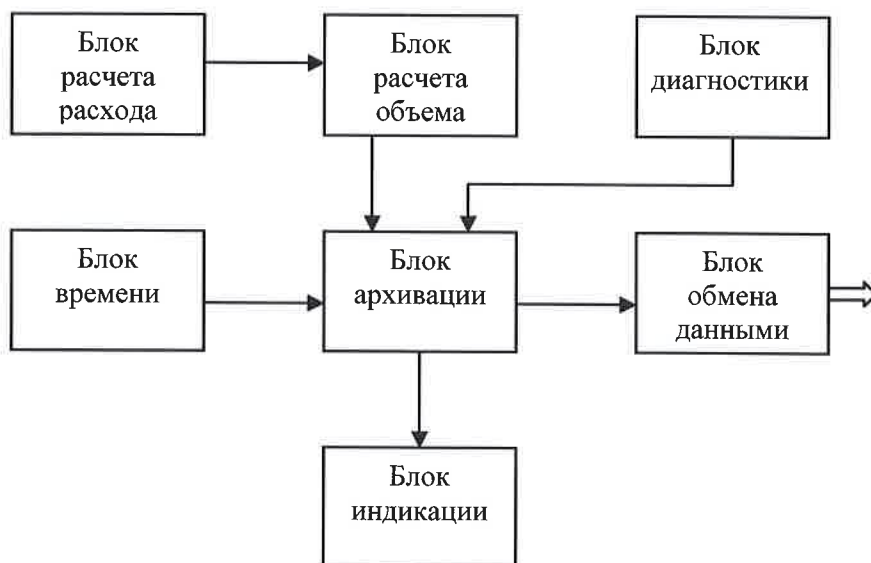 Блок
расчета
расхода
Блок
расчета
объема
Блок
диагностики
Блок
времени
Блок
архивации
Блок
обмена
данными
Блок
индикации